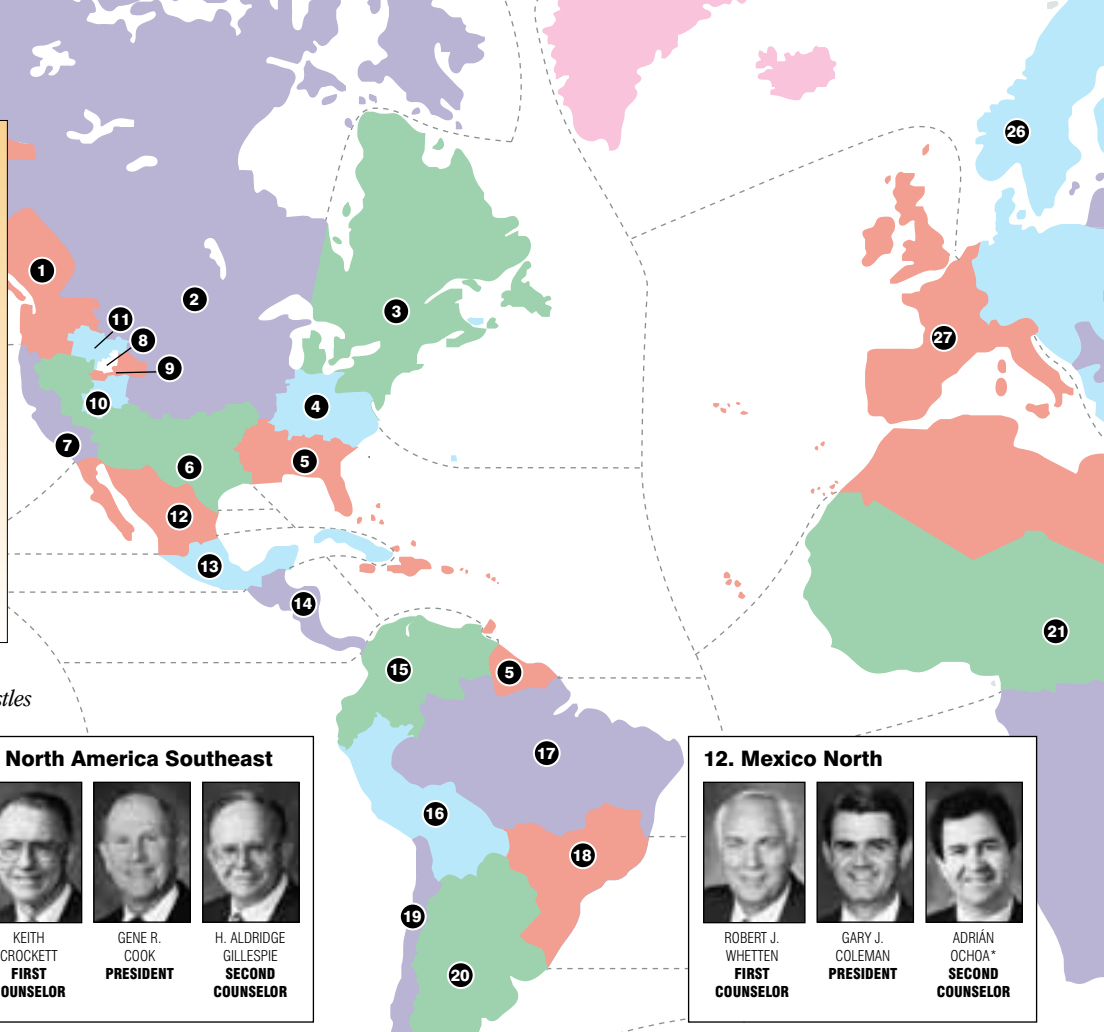 26
1
2
3
11
8
27
9
10
4
7
5
6
12
13
14
21
15
5
stles
17
North America Southeast
12. Mexico North
16
18
19
20
KEITH
CROCKETT
FIRST
OUNSELOR
GENE R.
COOK
PRESIDENT
H. ALDRIDGE
GILLESPIE
SECOND
COUNSELOR
ROBERT J.
WHETTEN
FIRST
COUNSELOR
GARY J.
COLEMAN
PRESIDENT
ADRIÁN
OCHOA*
SECOND
COUNSELOR